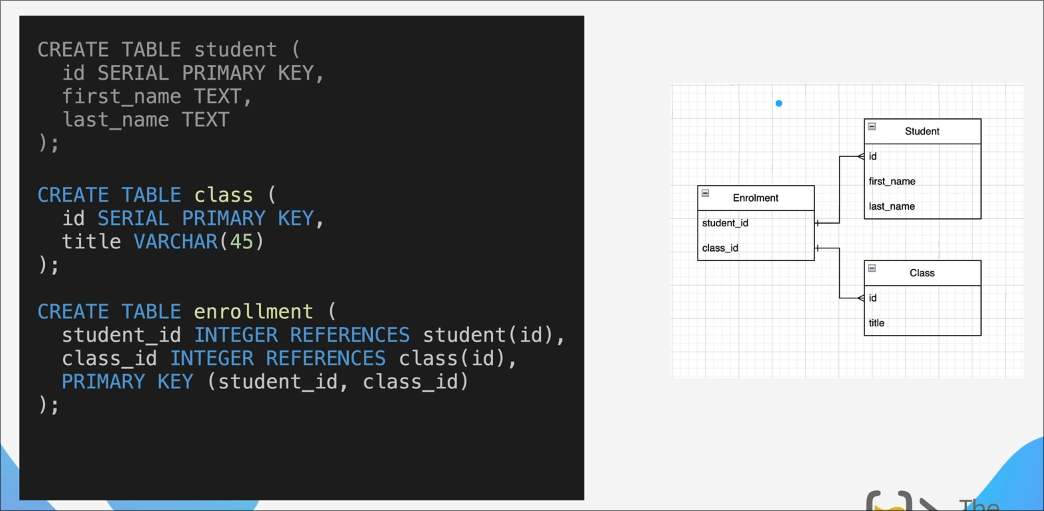 CREATE TABLE student (
id SERIAL PRIMARY KEY,
first_name TEXT,
last_name TEXT
);
CREATE TABLE class (
id SERIAL PRIMARY KEY,
title VARCHAR(45)
);
CREATE TABLE enrollment (
student_id INTEGER REFERENCES student(id),
class_id INTEGER REFERENCES class(id),
PRIMARY KEY (student_id, class_id)
);
Student
id
first_name
last_name
Enrolment
student_id
class_id
Class
id
title
The